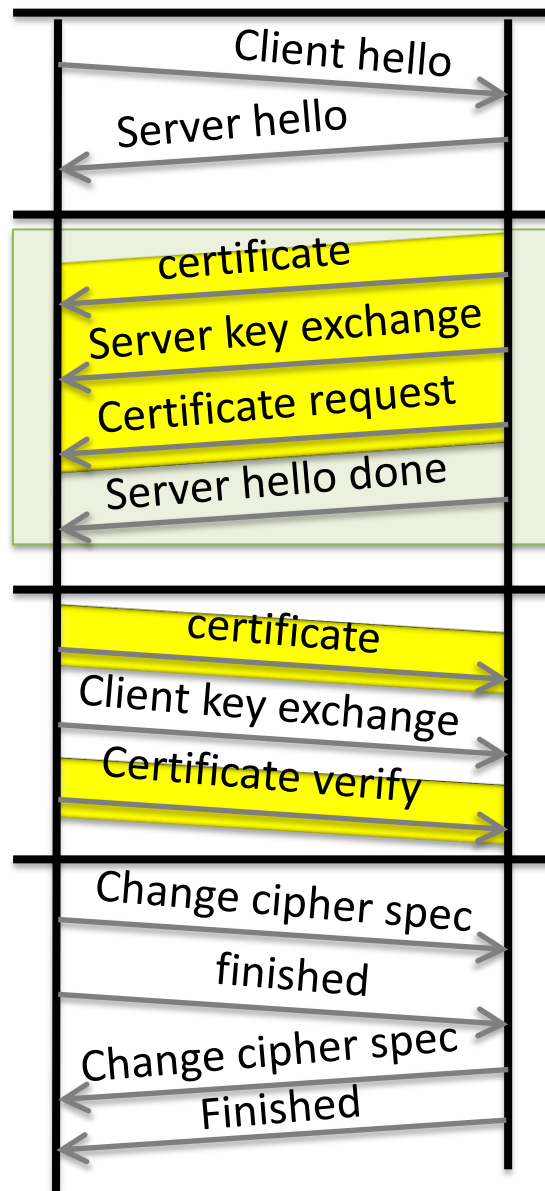 Client hello
Server hello
certificate
Server key exchange
Certificate request
Server hello done
certificate
Client key exchange
Certificate verify
Change cipher spec
finished
Change cipher spec
Finished